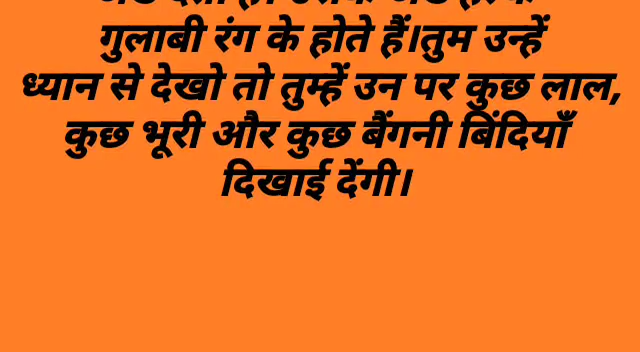 गुलाबी रंग के होते हैं।तुम उन्हें
ध्यान से देखो तो तुम्हें उन पर कुछ लाल,
कुछ भूरी और कुछ बैंगनी बिंदियाँ
दिखाई देंगी।